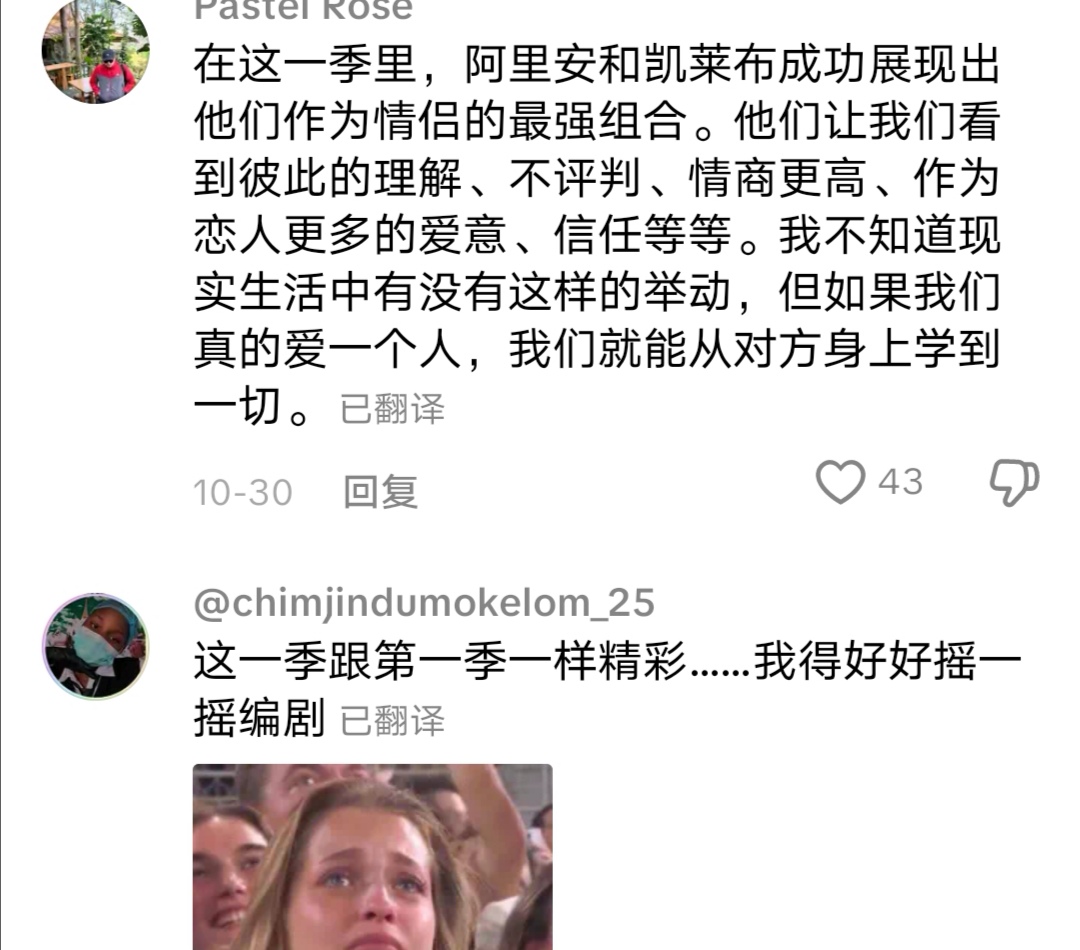 Pastel Rose
在这一季里，阿里安和凯莱布成功展现出
他们作为情侣的最强组合。他们让我们看
到彼此的理解、不评判、情商更高、作为
恋人更多的爱意、信任等等。我不知道现
实生活中有没有这样的举动，但如果我们
真的爱一个人，我们就能从对方身上学到
一切。 已翻译
10-30 回复 43
@chimjindumokelom_25
这一季跟第一季一样精彩......我得好好摇一
摇编剧 已翻译